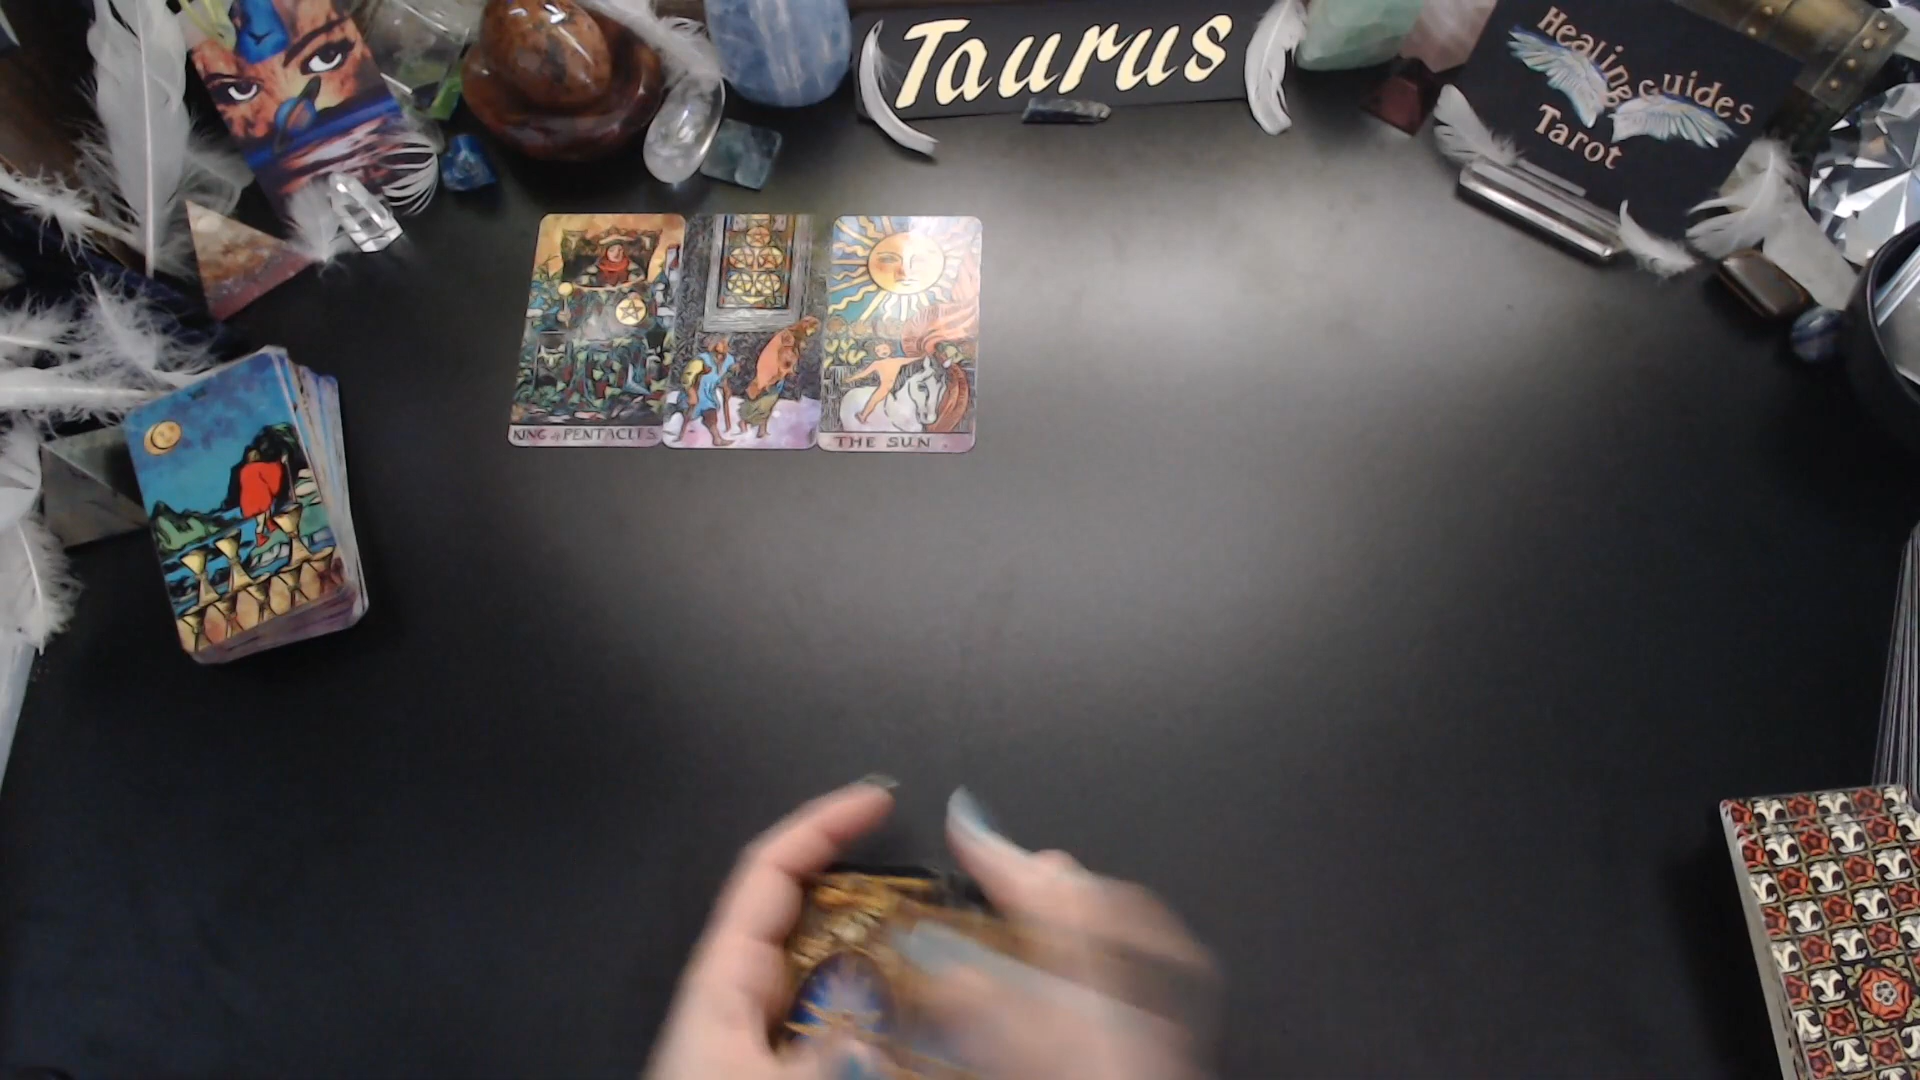 Taurus
Healing Guides
Tarot
KING of PENTACLES
THE SUN.